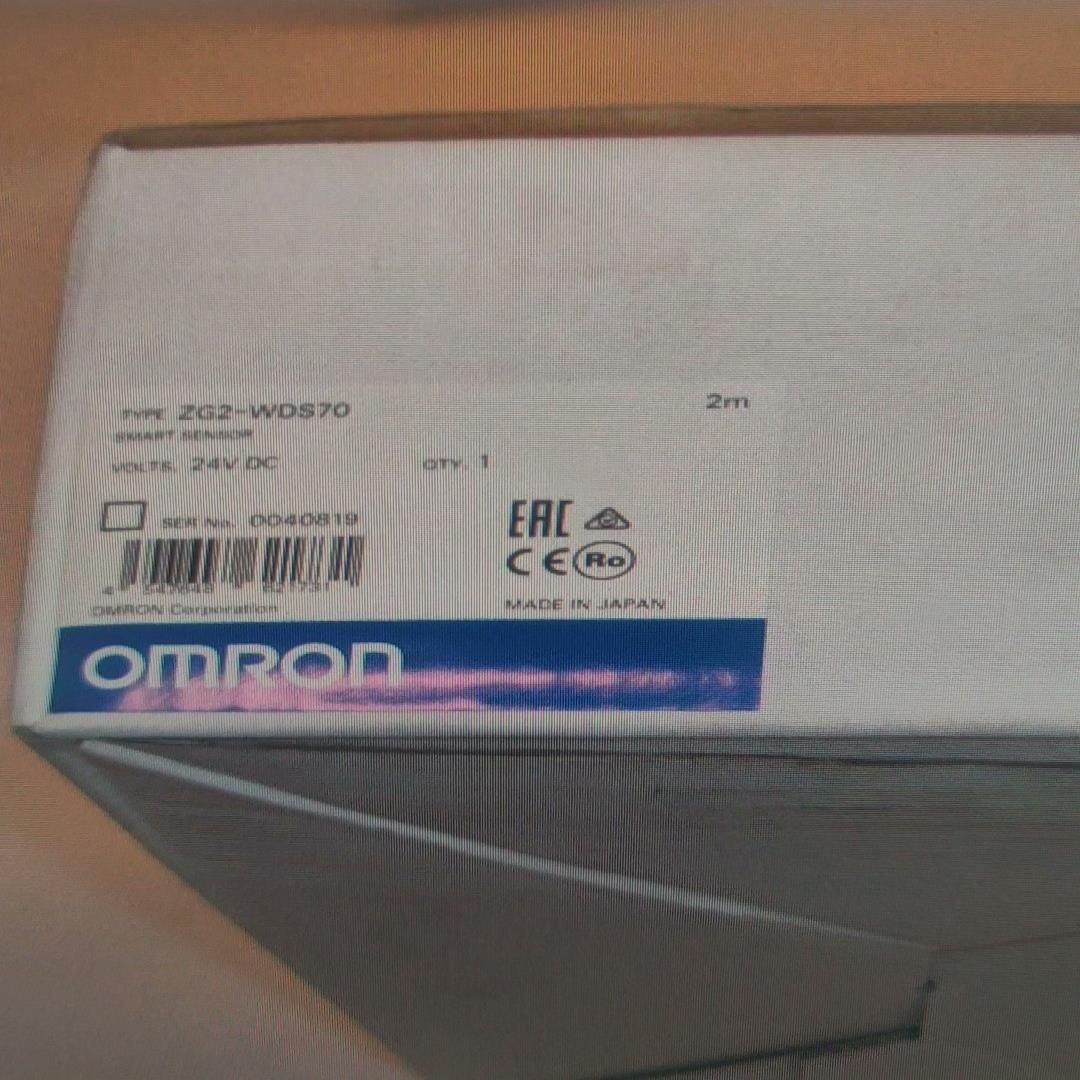 TYPE ZG2-WDS70 2m
SMART SENSOR
VOLTS. 24V DC QTY. 1
SER No. 0040819
EAC
CE Ro
OMRON Corporation
MADE IN JAPAN
OMRON